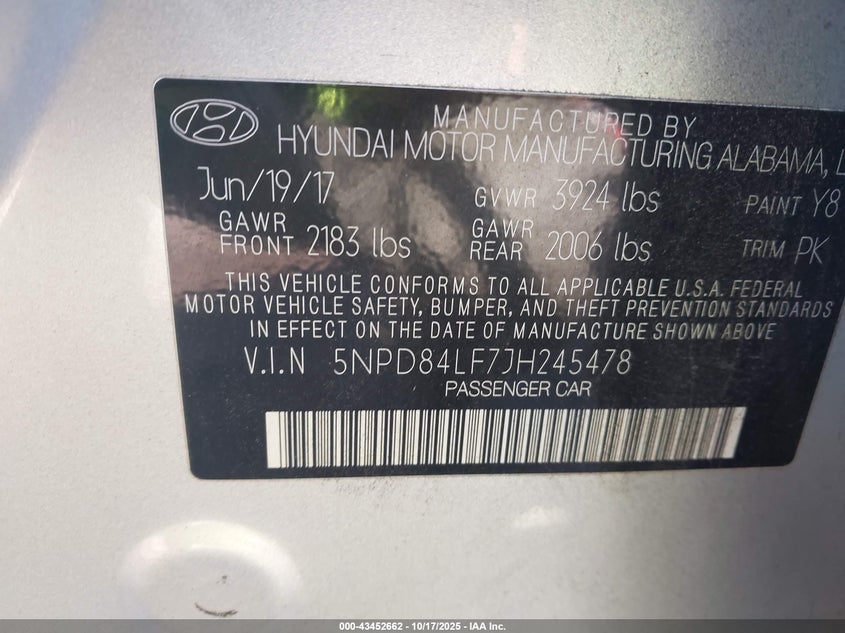 MANUFACTURED BY
HYUNDAI MOTOR MANUFACTURING ALABAMA,
Jun/19/17 GVWR 3924 lbs PAINT Y8
GAWR FRONT 2183 lbs GAWR REAR 2006 lbs TRIM PK
THIS VEHICLE CONFORMS TO ALL APPLICABLE U.S.A. FEDERAL
MOTOR VEHICLE SAFETY, BUMPER, AND THEFT PREVENTION STANDARDS
IN EFFECT ON THE DATE OF MANUFACTURE SHOWN ABOVE
V.I.N 5NPD84LF7JH245478
PASSENGER CAR
000-43452662 - 10/17/2025 - IAA Inc.